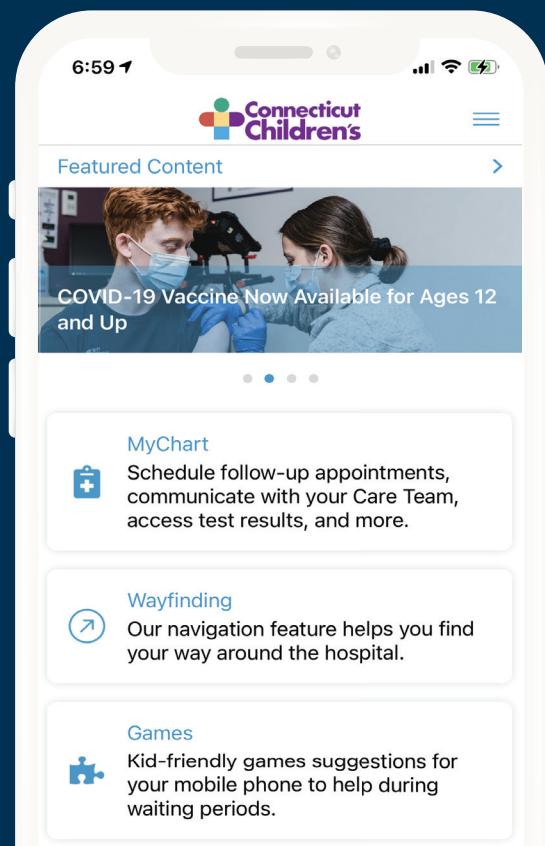 6:59
Connecticut
Children's
Featured Content
COVID-19 Vaccine Now Available for Ages 12
and Up
MyChart
Schedule follow-up appointments,
communicate with your Care Team,
access test results, and more.
Wayfinding
Our navigation feature helps you find
your way around the hospital.
Games
Kid-friendly games suggestions for
your mobile phone to help during
waiting periods.